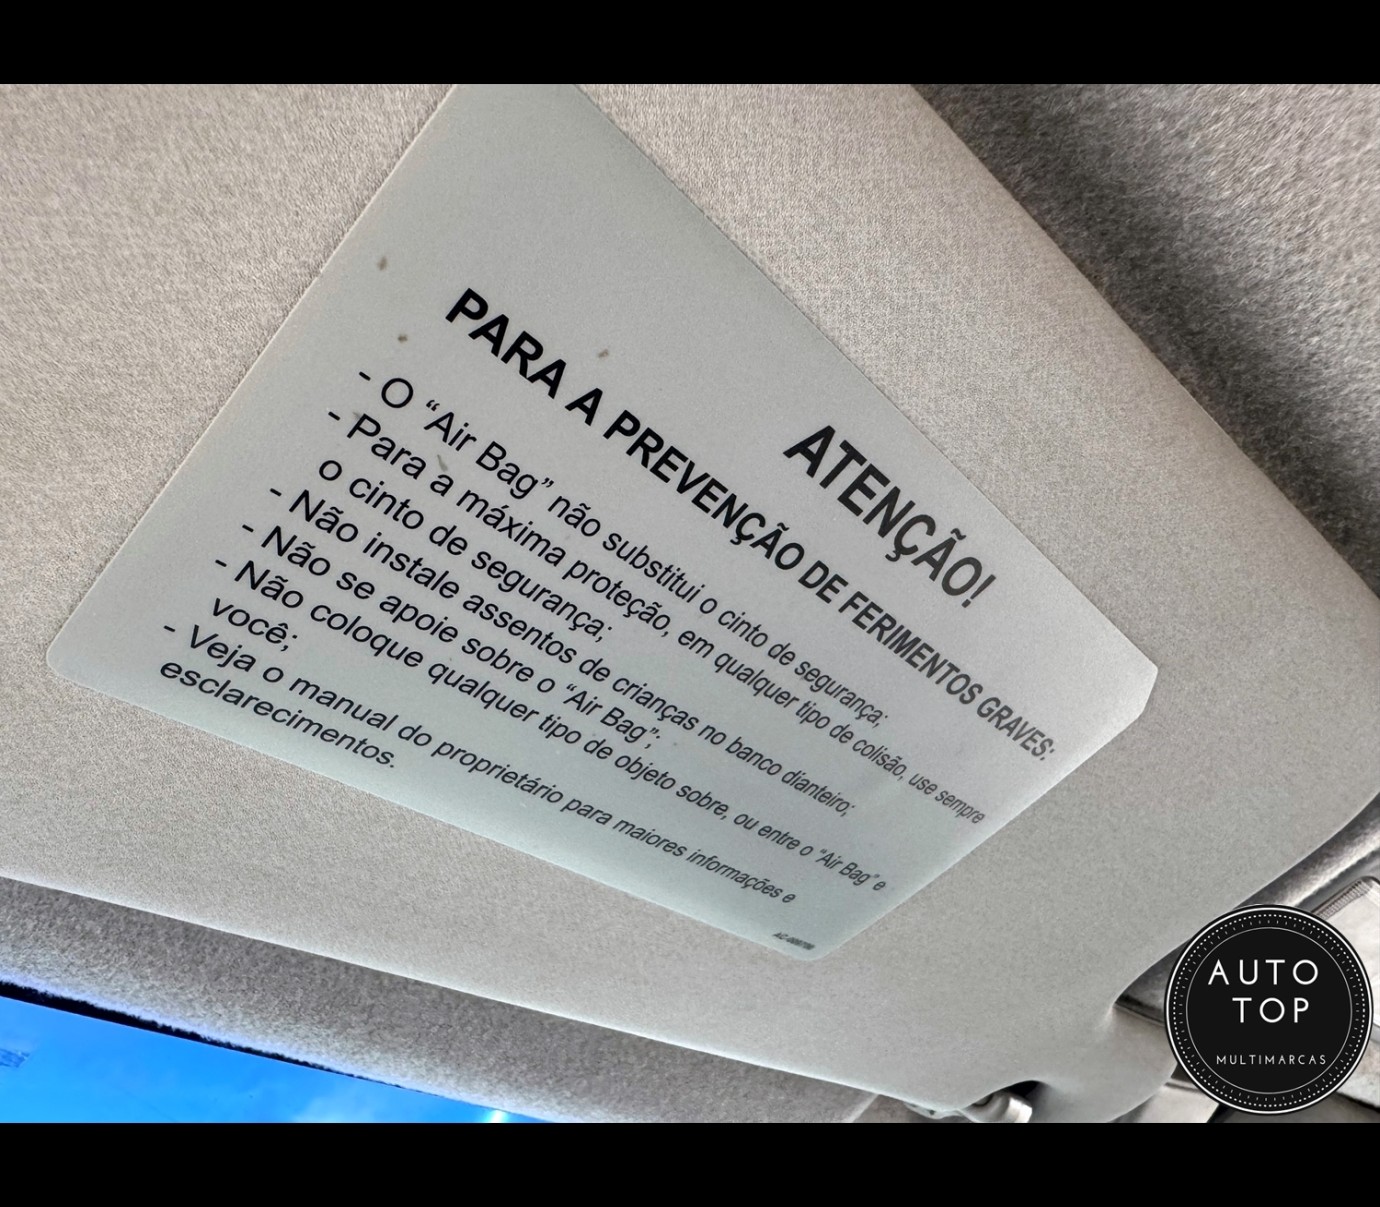 ATENÇÃO!
PARA A PREVENÇÃO DE FERIMENTOS GRAVES:
- O “Air Bag” não substitui o cinto de segurança;
- Para a máxima proteção, em qualquer tipo de colisão, use sempre
o cinto de segurança;
- Não instale assentos de crianças no banco dianteiro;
- Não se apoie sobre o “Air Bag”;
- Não coloque qualquer tipo de objeto sobre, ou entre o “Air Bag” e
você;
- Veja o manual do proprietário para maiores informações e
esclarecimentos.
AUTO
TOP
MULTIMARCAS